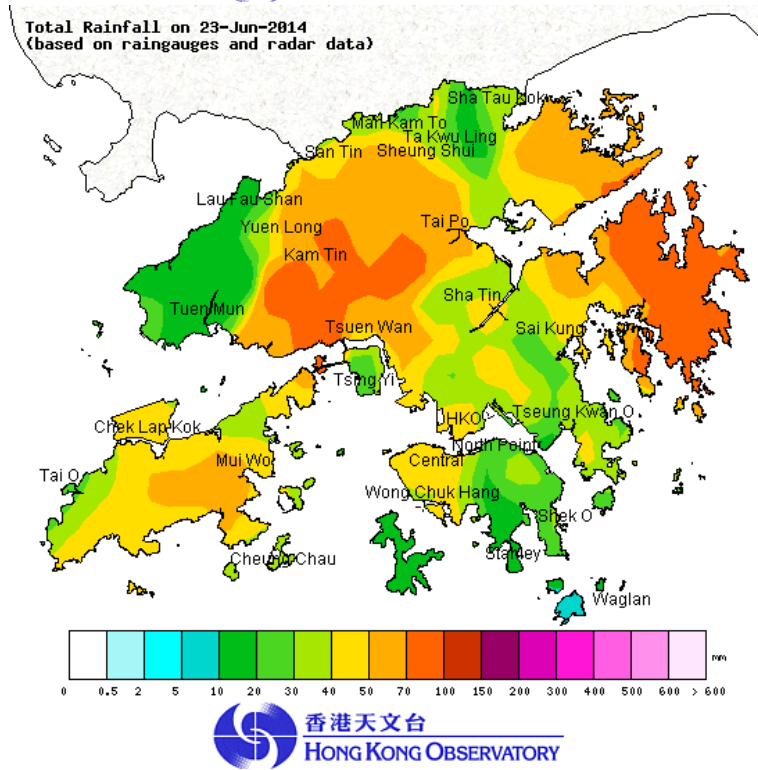 Total Rainfall on 23-Jun-2014
(based on raingauges and radar data)
Sha Tau Kok
Man Kam To
Ta Kwu Ling
San Tin
Sheung Shui
Lau Fau Shan
Yuen Long
Tai Po
Kam Tin
Sha Tin
Tuen Mun
Tsuen Wan
Sai Kung
Tsing Yi
Chek Lap Kok
HKO
Tseung Kwan O
North Point
Mui Wo
Central
Tai O
Wong Chuk Hang
Shek O
Cheung Chau
Stanley
Waglan
0 0.5 2 5 10 20 30 40 50 70 100 150 200 300 400 500 600 > 600 mm
香港天文台
HONG KONG OBSERVATORY